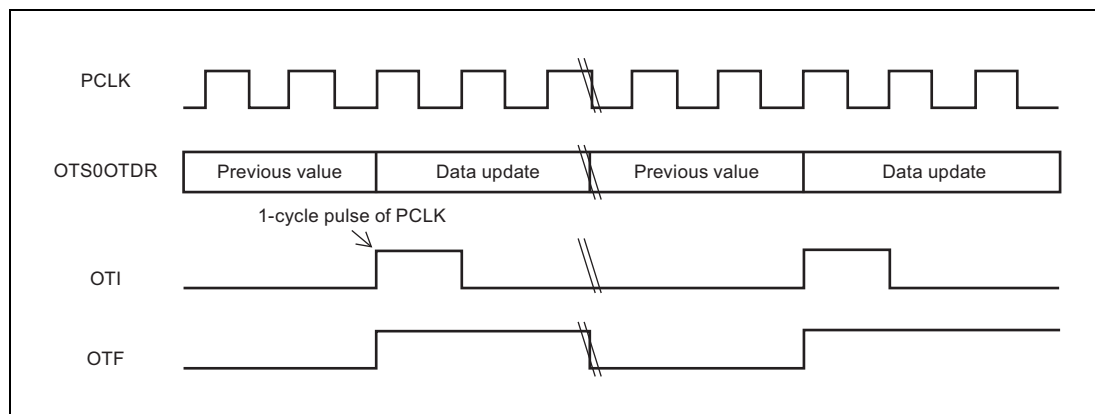 PCLK
OTS0OTDR Previous value Data update Previous value Data update
1-cycle pulse of PCLK
OTI
OTF